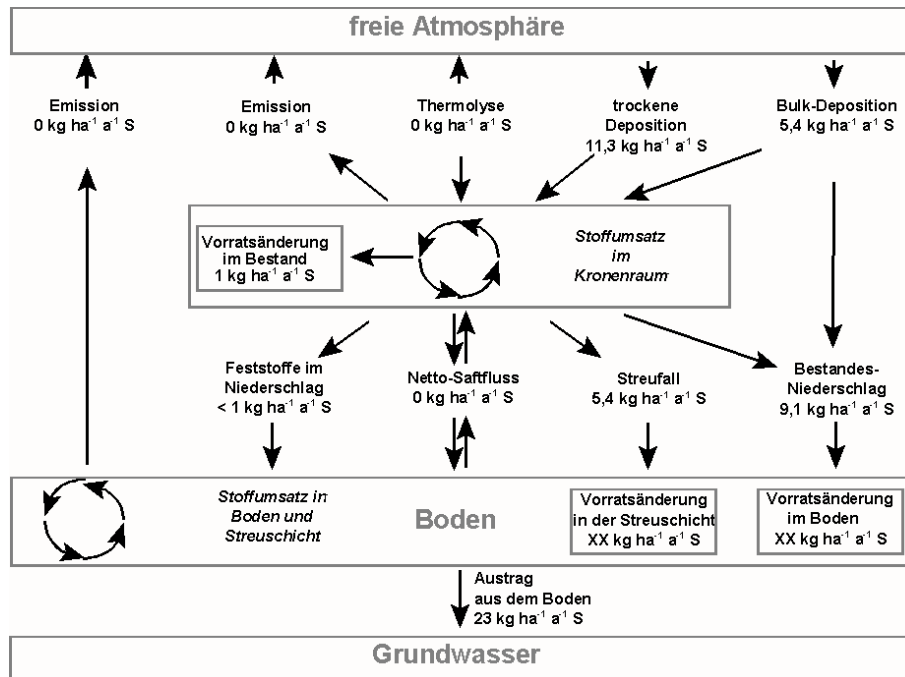 freie Atmosphäre
Emission
0 kg ha⁻¹ a⁻¹ S
Emission
0 kg ha⁻¹ a⁻¹ S
Thermolyse
0 kg ha⁻¹ a⁻¹ S
trockene
Deposition
11,3 kg ha⁻¹ a⁻¹ S
Bulk-Deposition
5,4 kg ha⁻¹ a⁻¹ S
Vorratsänderung
im Bestand
1 kg ha⁻¹ a⁻¹ S
Stoffumsatz
im
Kronenraum
Feststoffe im
Niederschlag
< 1 kg ha⁻¹ a⁻¹ S
Netto-Saftfluss
0 kg ha⁻¹ a⁻¹ S
Streufall
5,4 kg ha⁻¹ a⁻¹ S
Bestandes-
Niederschlag
9,1 kg ha⁻¹ a⁻¹ S
Stoffumsatz in
Boden und
Streuschicht
Boden
Vorratsänderung
in der Streuschicht
XX kg ha⁻¹ a⁻¹ S
Vorratsänderung
im Boden
XX kg ha⁻¹ a⁻¹ S
Austrag
aus dem Boden
23 kg ha⁻¹ a⁻¹ S
Grundwasser